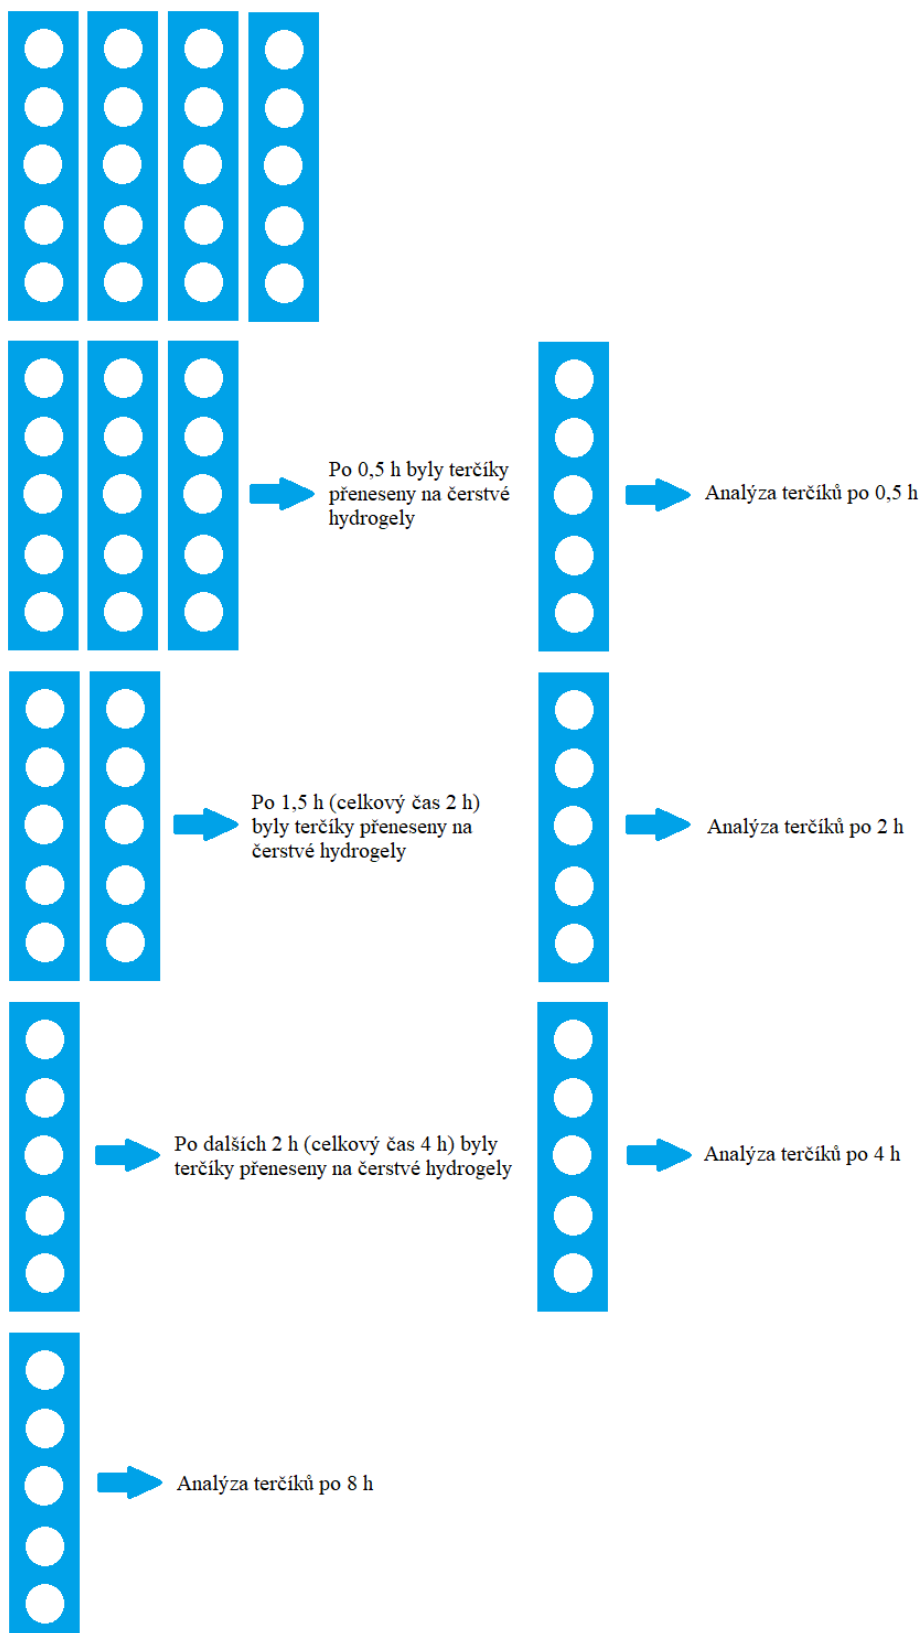 Po 0,5 h byly terčíky
přeneseny na čerstvé
hydrogely
Analýza terčíků po 0,5 h
Po 1,5 h (celkový čas 2 h)
byly terčíky přeneseny na
čerstvé hydrogely
Analýza terčíků po 2 h
Po dalších 2 h (celkový čas 4 h) byly
terčíky přeneseny na čerstvé hydrogely
Analýza terčíků po 4 h
Analýza terčíků po 8 h